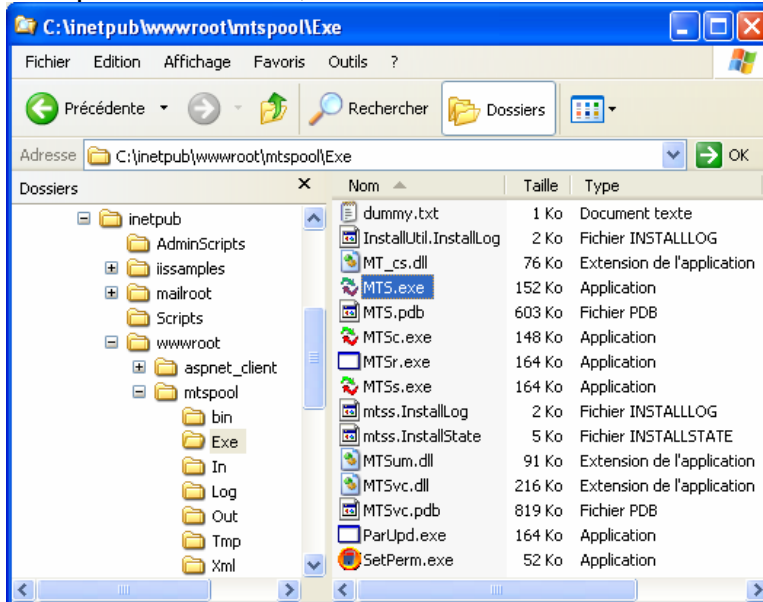 C:\inetpub\wwwroot\mtspool\Exe
Fichier Edition Affichage Favoris Outils ?
Précédente Rechercher Dossiers
Adresse C:\inetpub\wwwroot\mtspool\Exe OK
Dossiers
inetpub
AdminScripts
iissamples
mailroot
Scripts
wwwroot
aspnet_client
mtspool
bin
Exe
In
Log
Out
Tmp
Xml
Nom Taille Type
dummy.txt 1 Ko Document texte
InstallUtil.InstallLog 2 Ko Fichier INSTALLLOG
MT_cs.dll 76 Ko Extension de l'application
MTS.exe 152 Ko Application
MTS.pdb 603 Ko Fichier PDB
MTSc.exe 148 Ko Application
MTSr.exe 164 Ko Application
MTSs.exe 164 Ko Application
mtss.InstallLog 2 Ko Fichier INSTALLLOG
mtss.InstallState 5 Ko Fichier INSTALLSTATE
MTSum.dll 91 Ko Extension de l'application
MTSvc.dll 216 Ko Extension de l'application
MTSvc.pdb 819 Ko Fichier PDB
ParUpd.exe 164 Ko Application
SetPerm.exe 52 Ko Application